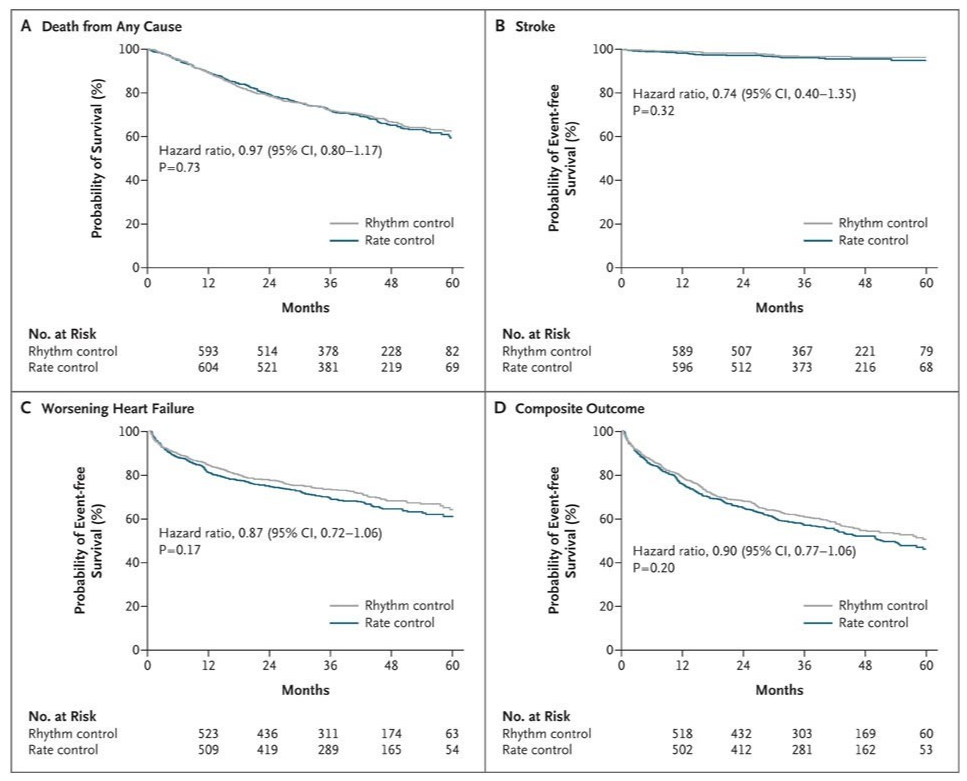 A Death from Any Cause
Probability of Survival (%)
100
80
60
40
20
0
Hazard ratio, 0.97 (95% CI, 0.80–1.17)
P=0.73
Rhythm control
Rate control
0 12 24 36 48 60
Months
No. at Risk
Rhythm control 593 514 378 228 82
Rate control 604 521 381 219 69
B Stroke
Probability of Event-free
Survival (%)
100
80
60
40
20
0
Hazard ratio, 0.74 (95% CI, 0.40–1.35)
P=0.32
Rhythm control
Rate control
0 12 24 36 48 60
Months
No. at Risk
Rhythm control 589 507 367 221 79
Rate control 596 512 373 216 68
C Worsening Heart Failure
Probability of Event-free
Survival (%)
100
80
60
40
20
0
Hazard ratio, 0.87 (95% CI, 0.72–1.06)
P=0.17
Rhythm control
Rate control
0 12 24 36 48 60
Months
No. at Risk
Rhythm control 523 436 311 174 63
Rate control 509 419 289 165 54
D Composite Outcome
Probability of Event-free
Survival (%)
100
80
60
40
20
0
Hazard ratio, 0.90 (95% CI, 0.77–1.06)
P=0.20
Rhythm control
Rate control
0 12 24 36 48 60
Months
No. at Risk
Rhythm control 518 432 303 169 60
Rate control 502 412 281 162 53